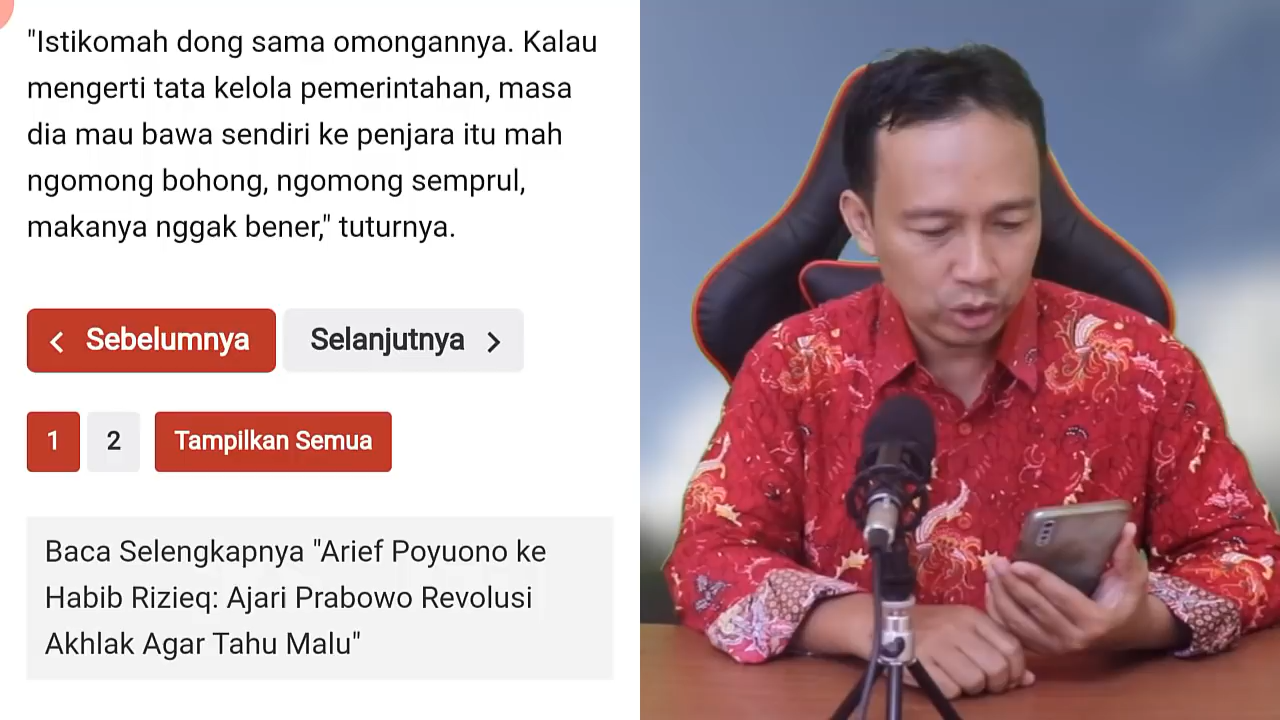 "Istikomah dong sama omongannya. Kalau
mengerti tata kelola pemerintahan, masa
dia mau bawa sendiri ke penjara itu mah
ngomong bohong, ngomong semprul,
makanya nggak bener," tuturnya.
Sebelumnya Selanjutnya
1 2 Tampilkan Semua
Baca Selengkapnya "Arief Poyuono ke
Habib Rizieq: Ajari Prabowo Revolusi
Akhlak Agar Tahu Malu"